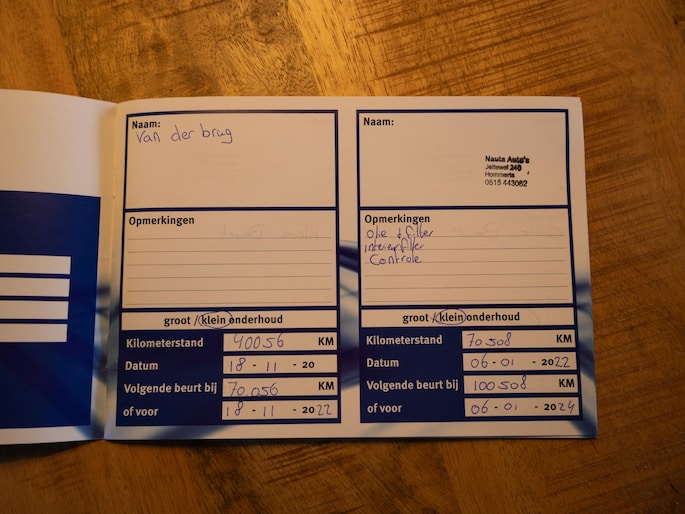 Naam:
Van der brug
Opmerkingen
groot / klein onderhoud
Kilometerstand 40056 KM
Datum 18 - 11 - 20
Volgende beurt bij 70.056 KM
of voor 18 - 11 - 2022
Naam:
Nauta Auto's
Jeltewei 249
Hommerts
0515 443062
Opmerkingen
Olie + filter
interieurfilter
Controle
groot / klein onderhoud
Kilometerstand 70.508 KM
Datum 06 - 01 - 2022
Volgende beurt bij 100.508 KM
of voor 06 - 01 - 2024